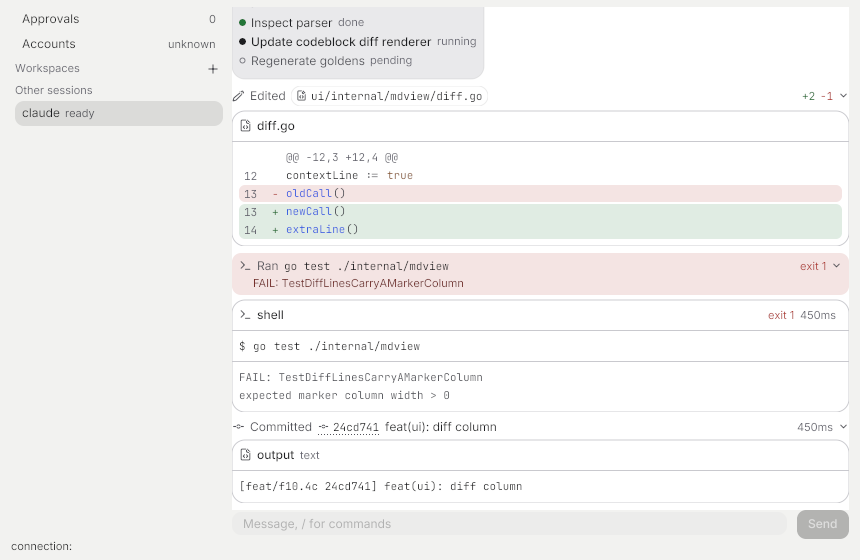 Approvals 0
Accounts unknown
Workspaces +
Other sessions
claude ready
connection:
Inspect parser done
Update codeblock diff renderer running
Regenerate goldens pending
Edited ui/internal/mdview/diff.go +2 -1
diff.go
@@ -12,3 +12,4 @@
12 contextLine := true
13 - oldCall()
13 + newCall()
14 + extraLine()
Ran go test ./internal/mdview exit 1
FAIL: TestDiffLinesCarryAMarkerColumn
shell exit 1 450ms
$ go test ./internal/mdview
FAIL: TestDiffLinesCarryAMarkerColumn
expected marker column width > 0
Committed 24cd741 feat(ui): diff column 450ms
output text
[feat/f10.4c 24cd741] feat(ui): diff column
Message, / for commands Send